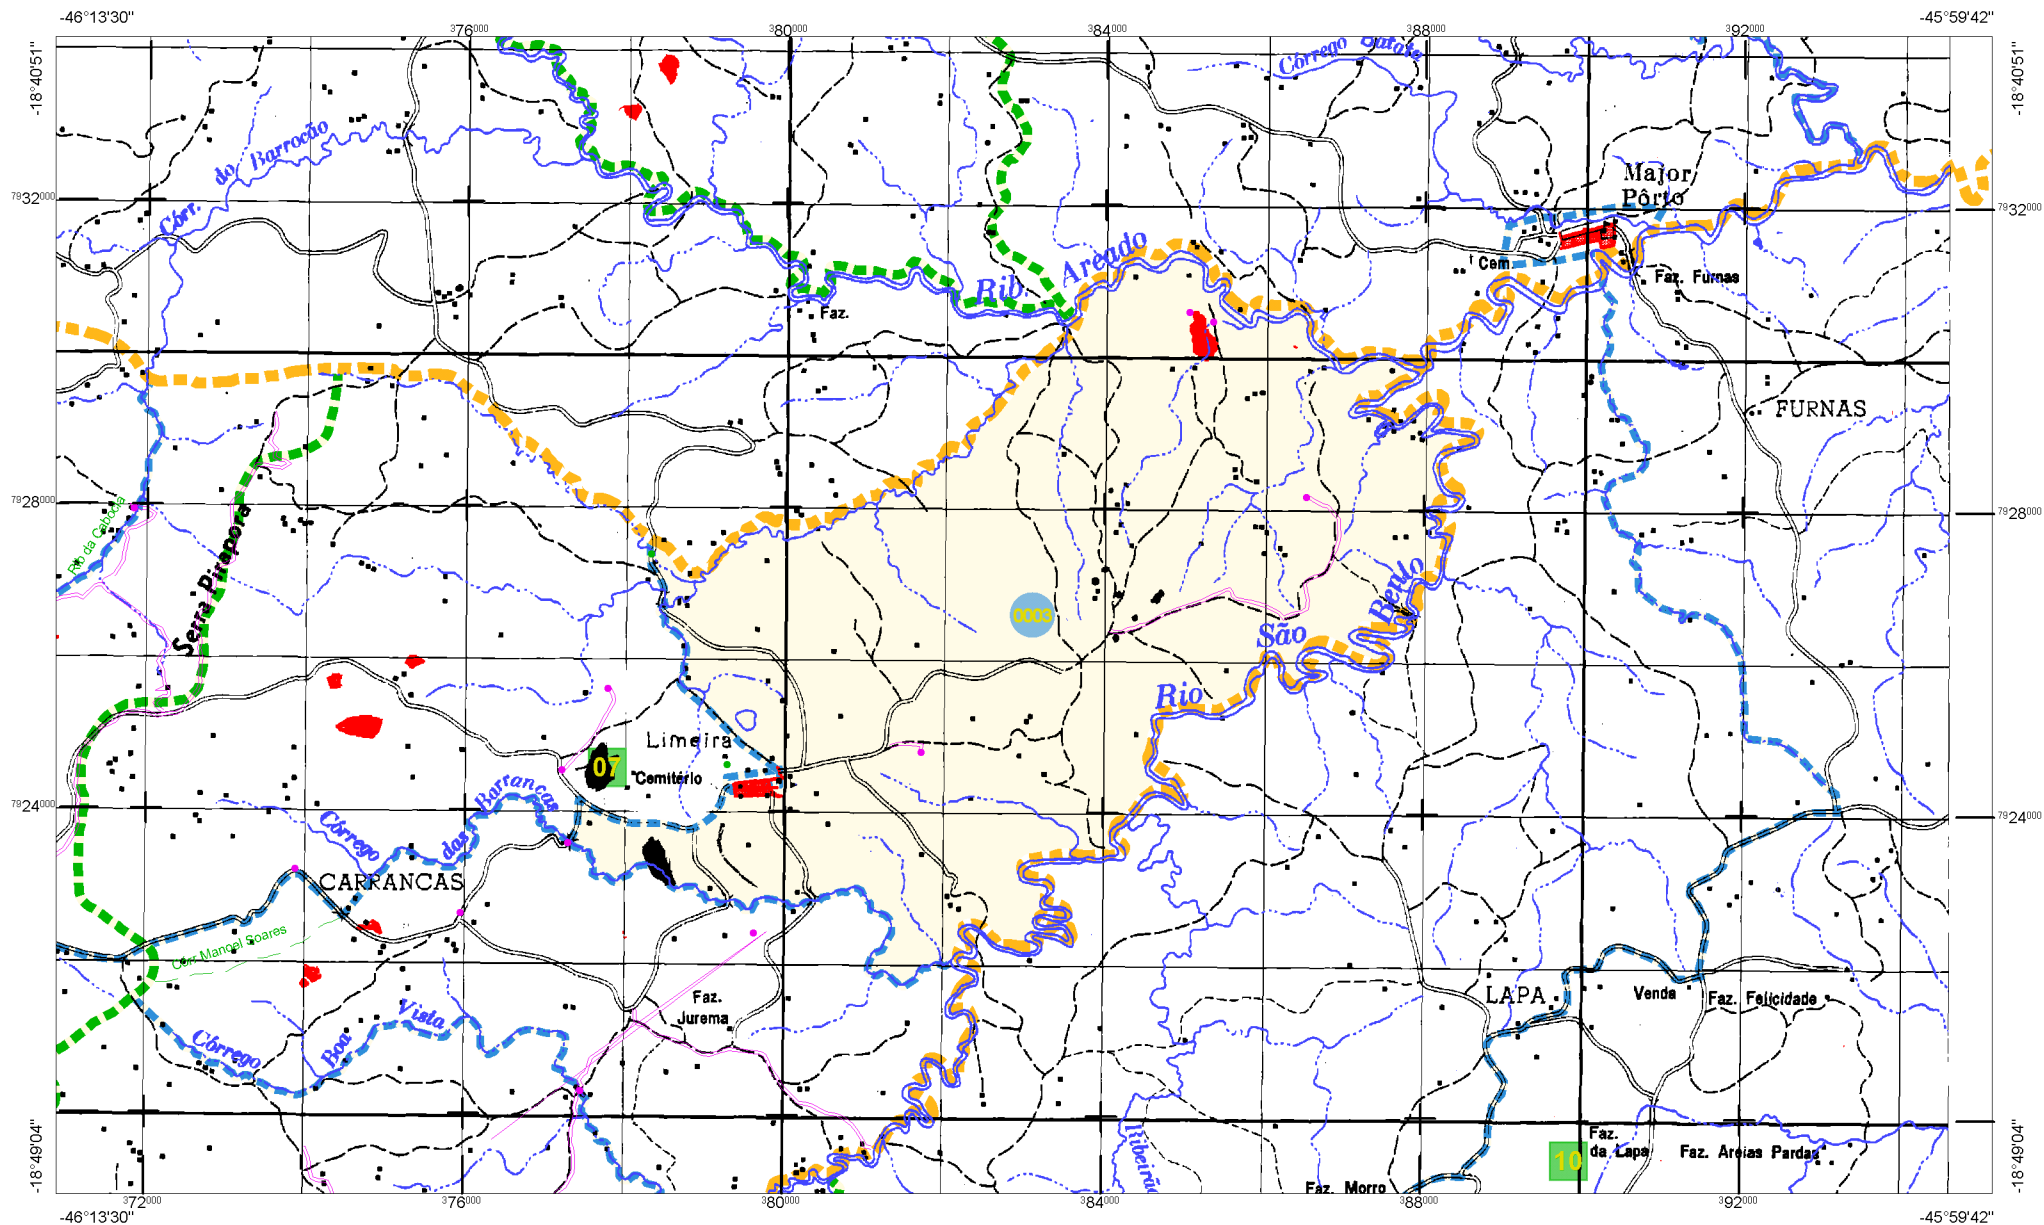 -46°13'30"
-45°59'42"
376000
380000
384000
388000
392000
-18°40'51"
-18°40'51"
Córrego Batata
do Barrocão
Córr.
Major
Pôrto
7932000
7932000
Areado
Rib.
Cem.
Faz. Furnas
Faz.
FURNAS
7928000
7928000
Rib da Cabocla
Serra Pirapora
Bento
0003
São
Rio
Limeira
07
Cemitério
7924000
7924000
Córrego
das
Barrancas
CARRANCAS
Córr Manoel Soares
Faz.
Jurema
LAPA
Venda
Faz. Felicidade
Córrego
Boa
Vista
Ribeirão
Faz.
da Lapa
10
Faz. Areias Pardas
Faz. Morro
-18°49'04"
-18°49'04"
372000
376000
380000
384000
388000
392000
-46°13'30"
-45°59'42"